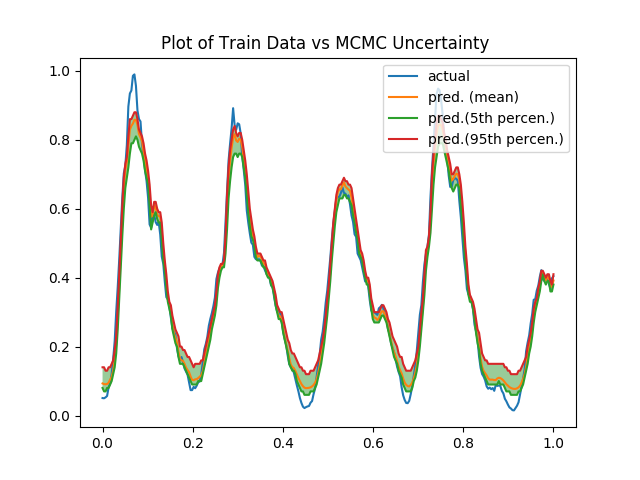 Plot of Train Data vs MCMC Uncertainty
actual
pred. (mean)
pred.(5th percen.)
pred.(95th percen.)
1.0
0.8
0.6
0.4
0.2
0.0
0.0 0.2 0.4 0.6 0.8 1.0